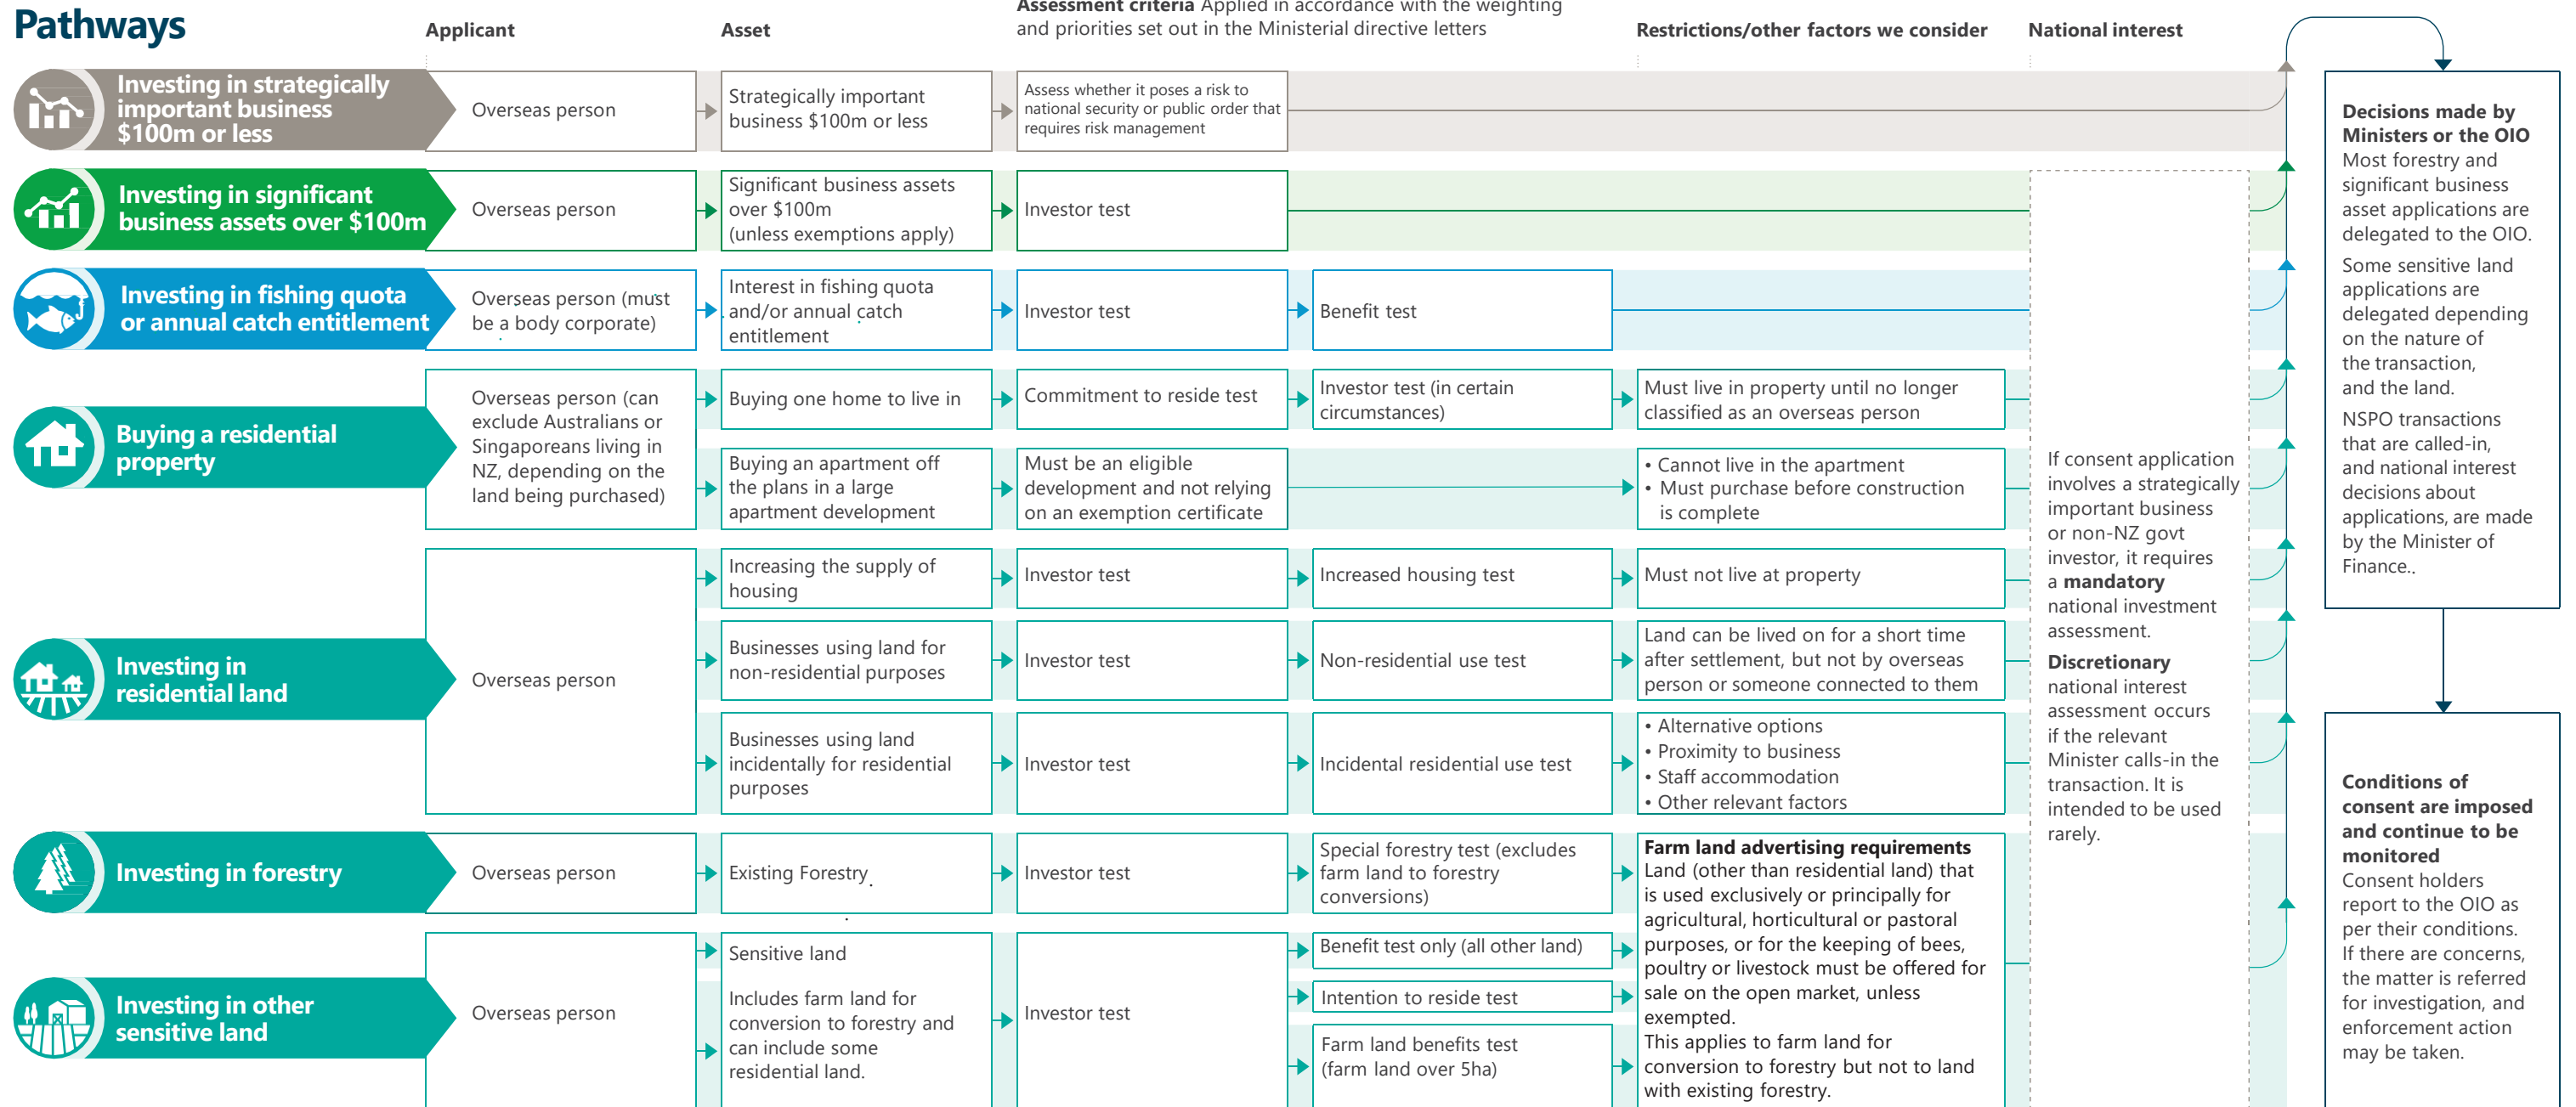 Pathways
Applicant
Asset
Assessment criteria Applied in accordance with the weighting
and priorities set out in the Ministerial directive letters
Restrictions/other factors we consider
National interest
Investing in strategically
important business
$100m or less
Overseas person
Strategically important
business $100m or less
Assess whether it poses a risk to
national security or public order that
requires risk management
Investing in significant
business assets over $100m
Overseas person
Significant business assets
over $100m
(unless exemptions apply)
Investor test
Investing in fishing quota
or annual catch entitlement
Overseas person (must
be a body corporate)
Interest in fishing quota
and/or annual catch
entitlement
Investor test
Benefit test
Buying a residential
property
Overseas person (can
exclude Australians or
Singaporeans living in
NZ, depending on the
land being purchased)
Buying one home to live in
Commitment to reside test
Investor test (in certain
circumstances)
Must live in property until no longer
classified as an overseas person
Buying an apartment off
the plans in a large
apartment development
Must be an eligible
development and not relying
on an exemption certificate
• Cannot live in the apartment
• Must purchase before construction
is complete
Investing in
residential land
Overseas person
Increasing the supply of
housing
Investor test
Increased housing test
Must not live at property
Businesses using land for
non-residential purposes
Investor test
Non-residential use test
Land can be lived on for a short time
after settlement, but not by overseas
person or someone connected to them
Businesses using land
incidentally for residential
purposes
Investor test
Incidental residential use test
• Alternative options
• Proximity to business
• Staff accommodation
• Other relevant factors
Investing in forestry
Overseas person
Existing Forestry
Investor test
Special forestry test (excludes
farm land to forestry
conversions)
Farm land advertising requirements
Land (other than residential land) that
is used exclusively or principally for
agricultural, horticultural or pastoral
purposes, or for the keeping of bees,
poultry or livestock must be offered for
sale on the open market, unless
exempted.
This applies to farm land for
conversion to forestry but not to land
with existing forestry.
Investing in other
sensitive land
Overseas person
Sensitive land
Includes farm land for
conversion to forestry and
can include some
residential land.
Investor test
Benefit test only (all other land)
Intention to reside test
Farm land benefits test
(farm land over 5ha)
If consent application
involves a strategically
important business
or non-NZ govt
investor, it requires
a mandatory
national investment
assessment.
Discretionary
national interest
assessment occurs
if the relevant
Minister calls-in the
transaction. It is
intended to be used
rarely.
Decisions made by
Ministers or the OIO
Most forestry and
significant business
asset applications are
delegated to the OIO.
Some sensitive land
applications are
delegated depending
on the nature of
the transaction,
and the land.
NSPO transactions
that are called-in,
and national interest
decisions about
applications, are made
by the Minister of
Finance..
Conditions of
consent are imposed
and continue to be
monitored
Consent holders
report to the OIO as
per their conditions.
If there are concerns,
the matter is referred
for investigation, and
enforcement action
may be taken.